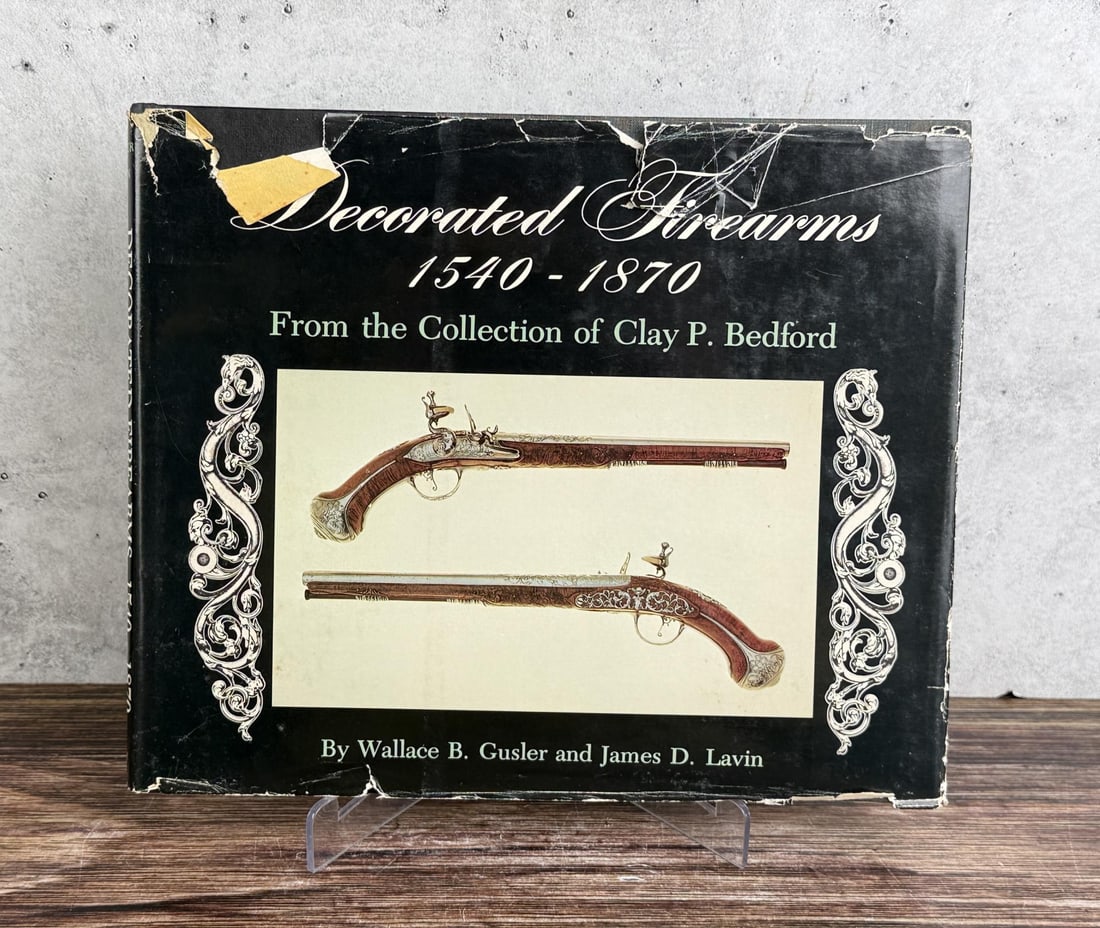 Decorated Firearms
1540 - 1870
From the Collection of Clay P. Bedford
By Wallace B. Gusler and James D. Lavin